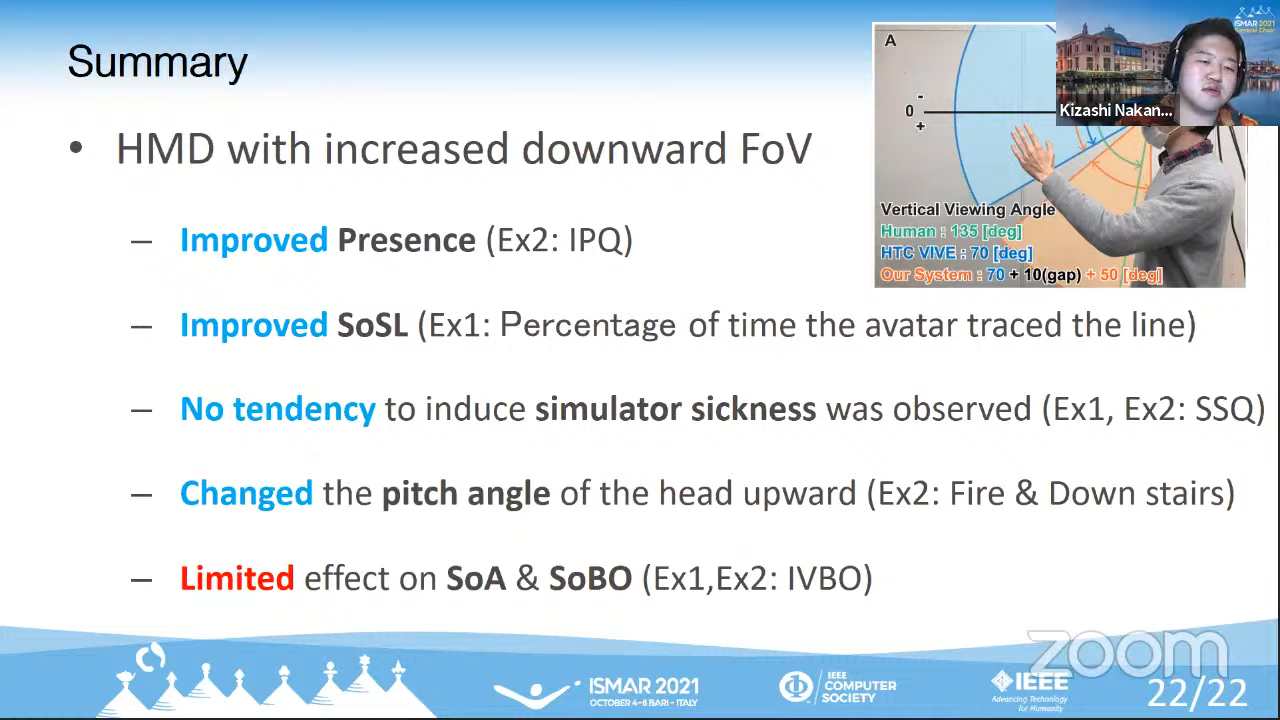 Summary
• HMD with increased downward FoV
– Improved Presence (Ex2: IPQ)
– Improved SoSL (Ex1: Percentage of time the avatar traced the line)
– No tendency to induce simulator sickness was observed (Ex1, Ex2: SSQ)
– Changed the pitch angle of the head upward (Ex2: Fire & Down stairs)
– Limited effect on SoA & SoBO (Ex1,Ex2: IVBO)
A
-
0
+
Vertical Viewing Angle
Human : 135 [deg]
HTC VIVE : 70 [deg]
Our System : 70 + 10(gap) + 50 [deg]
ISMAR 2021
General Chair
Kizashi Nakan...
ISMAR 2021
OCTOBER 4-8 BARI - ITALY
IEEE
COMPUTER
SOCIETY
IEEE
Advancing Technology
for Humanity
zoom
22/22